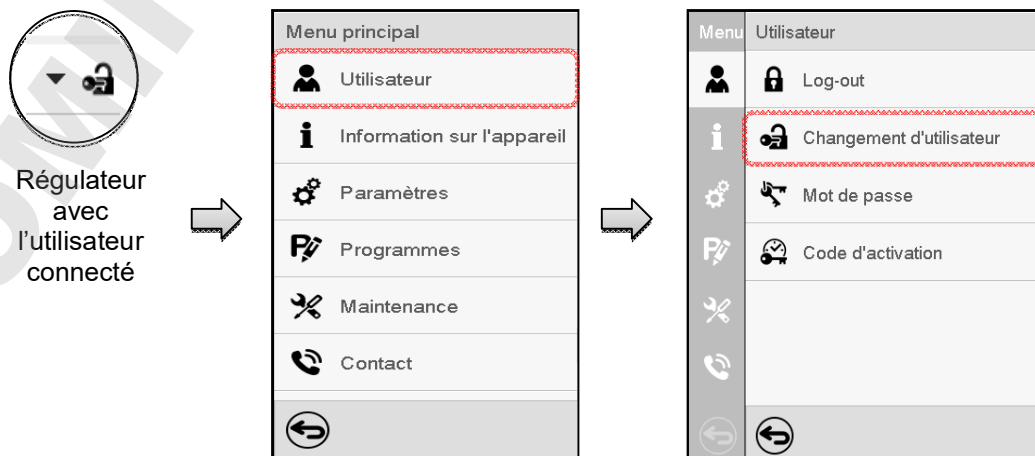 Régulateur
avec
l'utilisateur
connecté
Menu principal
Utilisateur
Information sur l'appareil
Paramètres
Programmes
Maintenance
Contact
Menu
Utilisateur
Log-out
Changement d'utilisateur
Mot de passe
Code d'activation